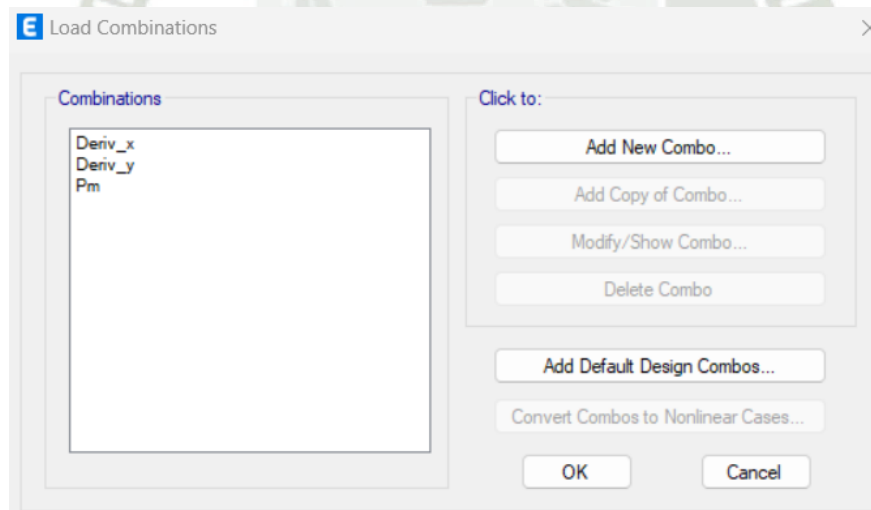 E Load Combinations
Combinations
Deriv_x
Deriv_y
Pm
Click to:
Add New Combo...
Add Copy of Combo...
Modify/Show Combo...
Delete Combo
Add Default Design Combos...
Convert Combos to Nonlinear Cases...
OK
Cancel